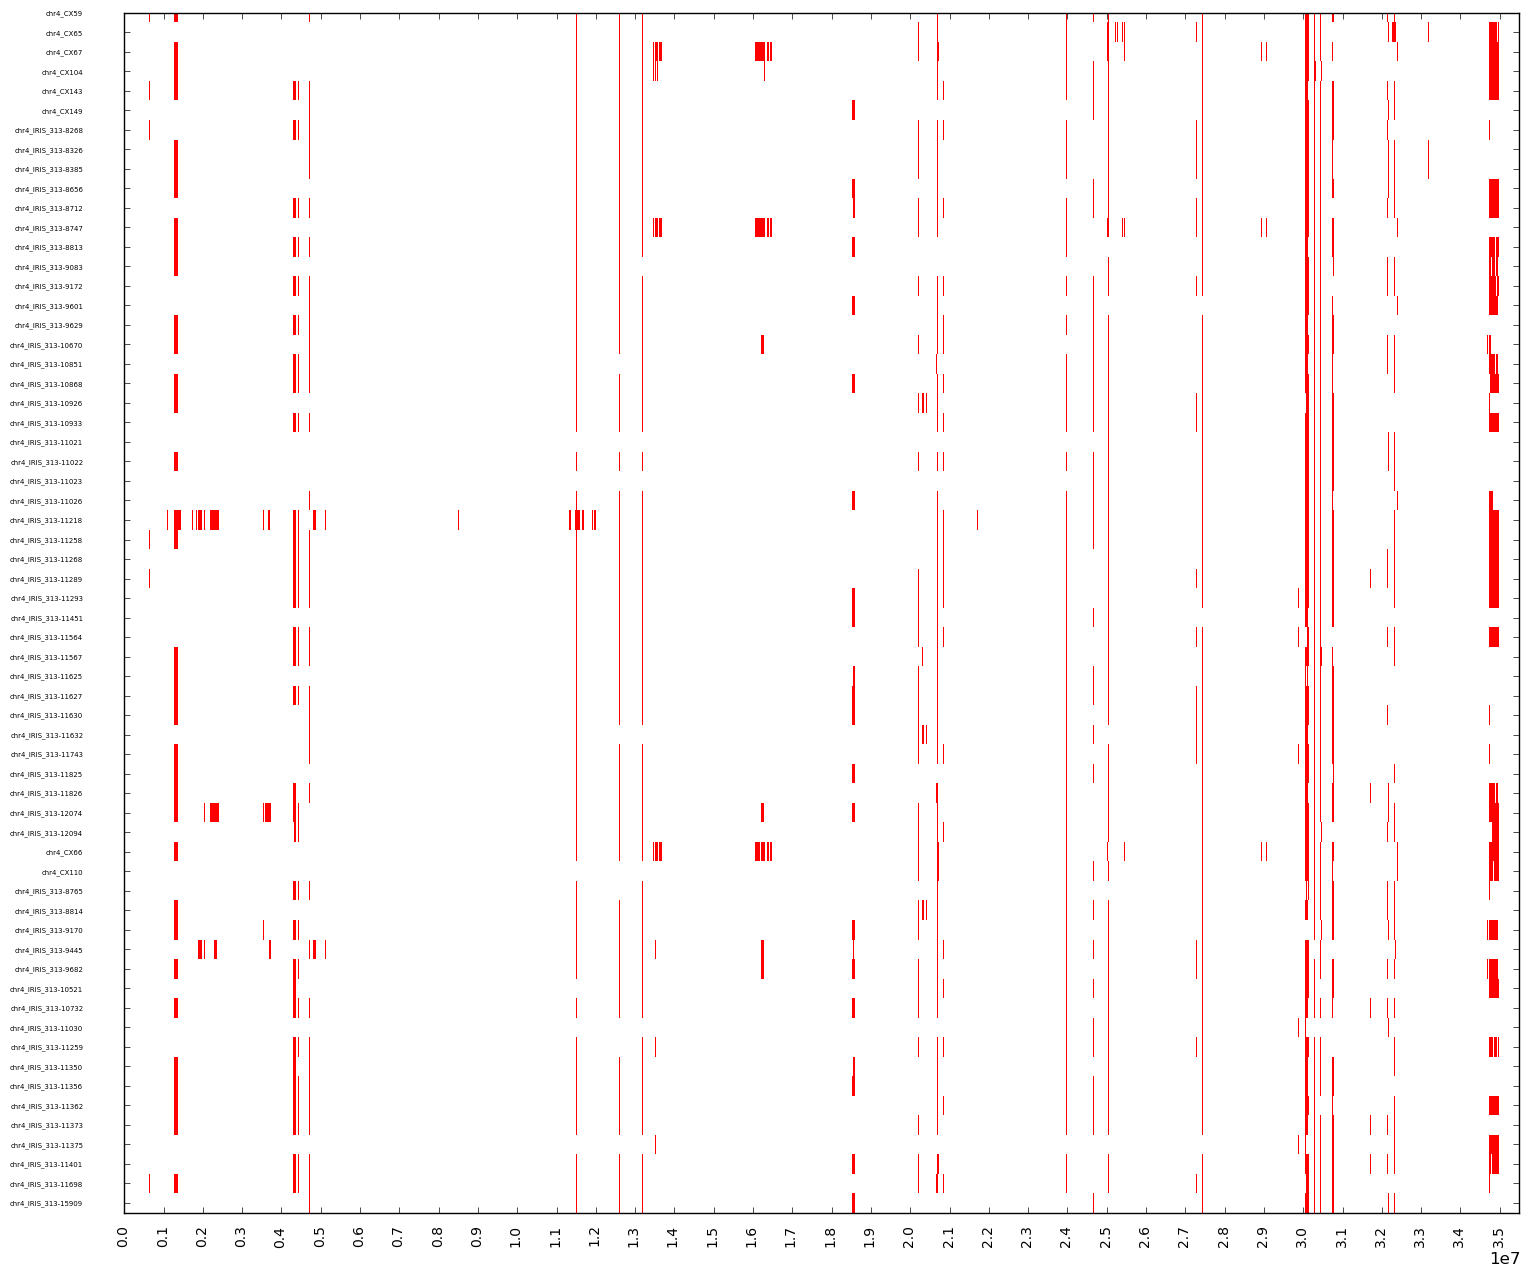 chr4_CX59
chr4_CX65
chr4_CX67
chr4_CX104
chr4_CX143
chr4_CX149
chr4_IRIS_313-8268
chr4_IRIS_313-8326
chr4_IRIS_313-8385
chr4_IRIS_313-8656
chr4_IRIS_313-8712
chr4_IRIS_313-8747
chr4_IRIS_313-8813
chr4_IRIS_313-9083
chr4_IRIS_313-9172
chr4_IRIS_313-9601
chr4_IRIS_313-9629
chr4_IRIS_313-10670
chr4_IRIS_313-10851
chr4_IRIS_313-10868
chr4_IRIS_313-10926
chr4_IRIS_313-10933
chr4_IRIS_313-11021
chr4_IRIS_313-11022
chr4_IRIS_313-11023
chr4_IRIS_313-11026
chr4_IRIS_313-11218
chr4_IRIS_313-11258
chr4_IRIS_313-11268
chr4_IRIS_313-11289
chr4_IRIS_313-11293
chr4_IRIS_313-11451
chr4_IRIS_313-11564
chr4_IRIS_313-11567
chr4_IRIS_313-11625
chr4_IRIS_313-11627
chr4_IRIS_313-11630
chr4_IRIS_313-11632
chr4_IRIS_313-11743
chr4_IRIS_313-11825
chr4_IRIS_313-11826
chr4_IRIS_313-12074
chr4_IRIS_313-12094
chr4_CX66
chr4_CX110
chr4_IRIS_313-8765
chr4_IRIS_313-8814
chr4_IRIS_313-9170
chr4_IRIS_313-9445
chr4_IRIS_313-9682
chr4_IRIS_313-10521
chr4_IRIS_313-10732
chr4_IRIS_313-11030
chr4_IRIS_313-11259
chr4_IRIS_313-11350
chr4_IRIS_313-11356
chr4_IRIS_313-11362
chr4_IRIS_313-11373
chr4_IRIS_313-11375
chr4_IRIS_313-11401
chr4_IRIS_313-11698
chr4_IRIS_313-15909
0.0 0.1 0.2 0.3 0.4 0.5 0.6 0.7 0.8 0.9 1.0 1.1 1.2 1.3 1.4 1.5 1.6 1.7 1.8 1.9 2.0 2.1 2.2 2.3 2.4 2.5 2.6 2.7 2.8 2.9 3.0 3.1 3.2 3.3 3.4 3.5
1e7